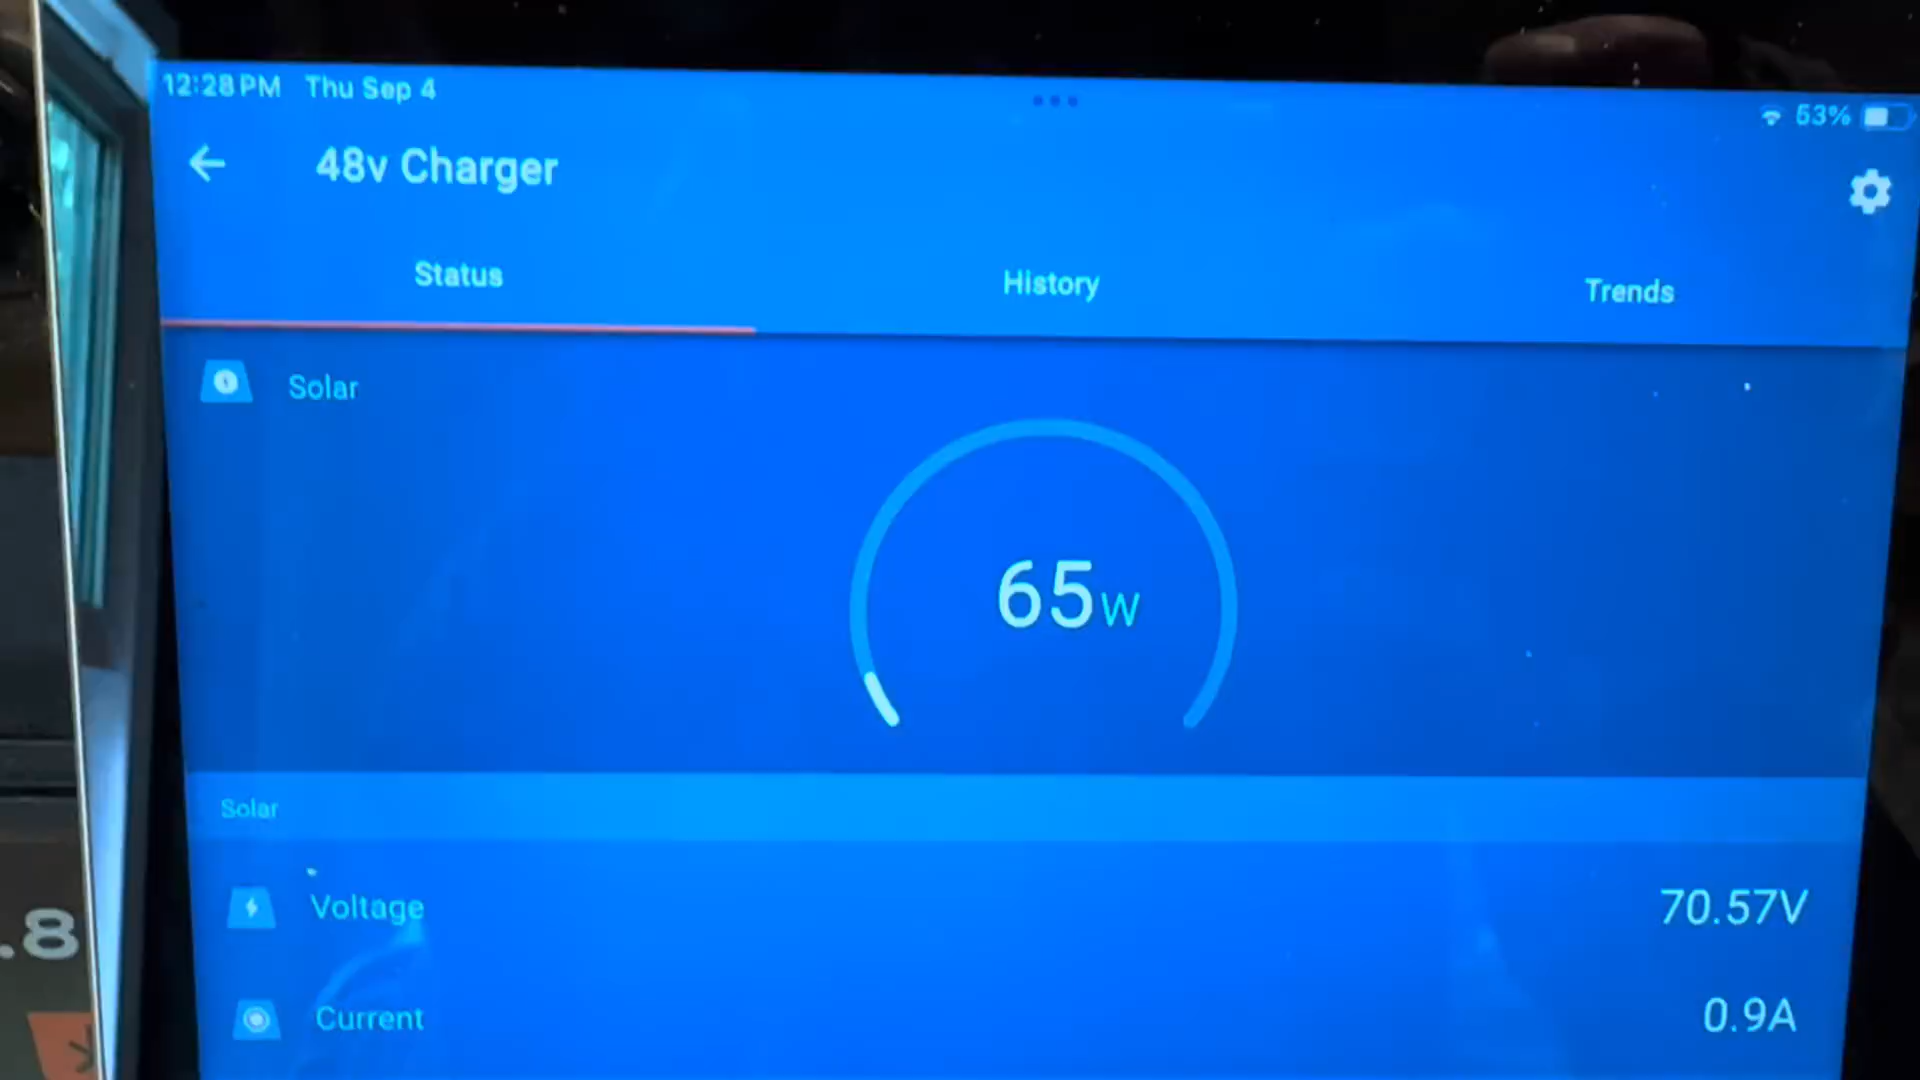 12:28 PM Thu Sep 4
53%
48v Charger
Status
History
Trends
Solar
65W
Solar
Voltage
70.57V
Current
0.9A
.8